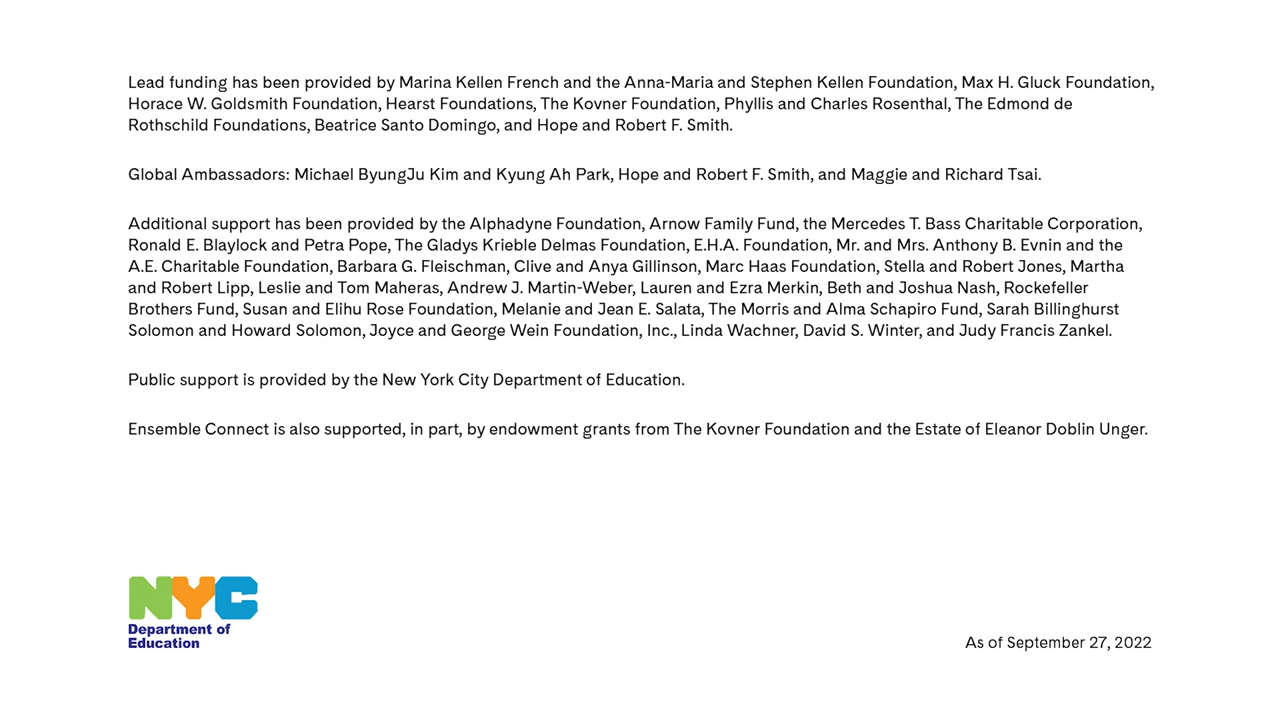 Lead funding has been provided by Marina Kellen French and the Anna-Maria and Stephen Kellen Foundation, Max H. Gluck Foundation,
Horace W. Goldsmith Foundation, Hearst Foundations, The Kovner Foundation, Phyllis and Charles Rosenthal, The Edmond de
Rothschild Foundations, Beatrice Santo Domingo, and Hope and Robert F. Smith.
Global Ambassadors: Michael ByungJu Kim and Kyung Ah Park, Hope and Robert F. Smith, and Maggie and Richard Tsai.
Additional support has been provided by the Alphadyne Foundation, Arnow Family Fund, the Mercedes T. Bass Charitable Corporation,
Ronald E. Blaylock and Petra Pope, The Gladys Krieble Delmas Foundation, E.H.A. Foundation, Mr. and Mrs. Anthony B. Evnin and the
A.E. Charitable Foundation, Barbara G. Fleischman, Clive and Anya Gillinson, Marc Haas Foundation, Stella and Robert Jones, Martha
and Robert Lipp, Leslie and Tom Maheras, Andrew J. Martin-Weber, Lauren and Ezra Merkin, Beth and Joshua Nash, Rockefeller
Brothers Fund, Susan and Elihu Rose Foundation, Melanie and Jean E. Salata, The Morris and Alma Schapiro Fund, Sarah Billinghurst
Solomon and Howard Solomon, Joyce and George Wein Foundation, Inc., Linda Wachner, David S. Winter, and Judy Francis Zankel.
Public support is provided by the New York City Department of Education.
Ensemble Connect is also supported, in part, by endowment grants from The Kovner Foundation and the Estate of Eleanor Doblin Unger.
NYC
Department of
Education
As of September 27, 2022